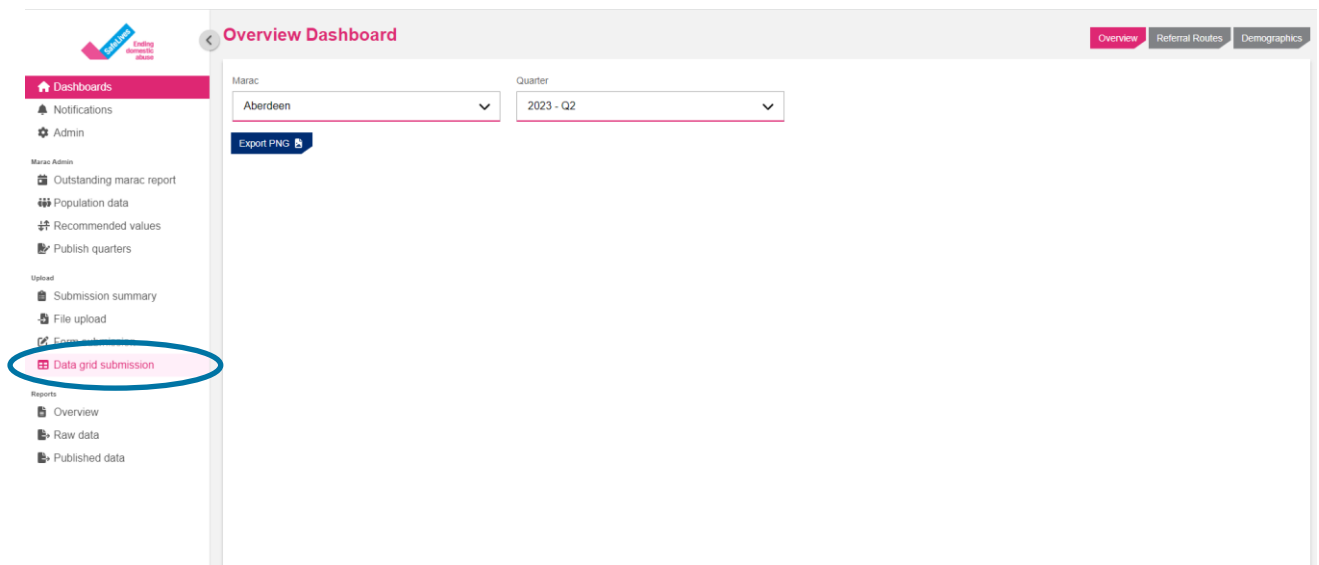 SafeLives
Ending
domestic
abuse
Overview Dashboard
Overview
Referral Routes
Demographics
Dashboards
Notifications
Admin
Marac Admin
Outstanding marac report
Population data
Recommended values
Publish quarters
Upload
Submission summary
File upload
Form submission
Data grid submission
Reports
Overview
Raw data
Published data
Marac
Quarter
Aberdeen
2023 - Q2
Export PNG